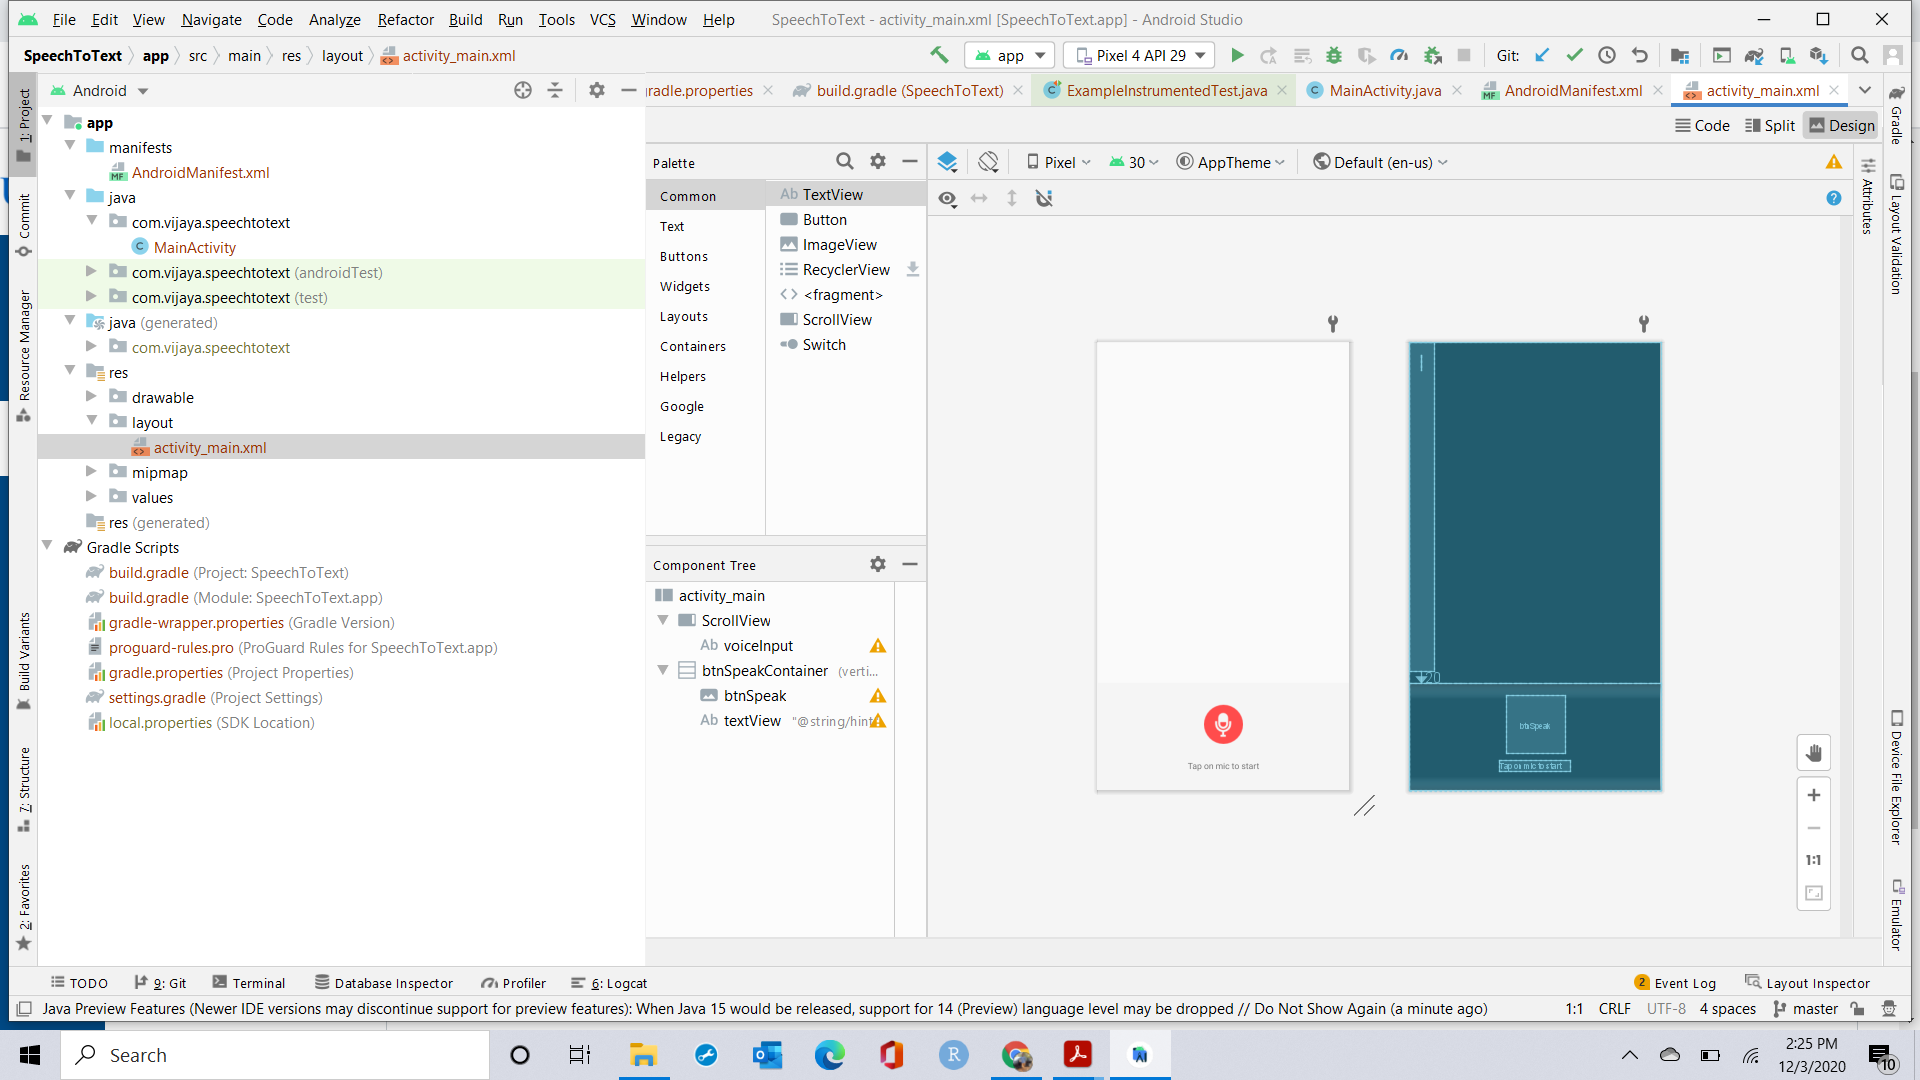 File Edit View Navigate Code Analyze Refactor Build Run Tools VCS Window Help SpeechToText - activity_main.xml [SpeechToText.app] - Android Studio
SpeechToText app src main res layout activity_main.xml app Pixel 4 API 29 Git:
Android
radle.properties build.gradle (SpeechToText) ExampleInstrumentedTest.java MainActivity.java AndroidManifest.xml activity_main.xml
Code Split Design
app
manifests
AndroidManifest.xml
java
com.vijaya.speechtotext
MainActivity
com.vijaya.speechtotext (androidTest)
com.vijaya.speechtotext (test)
java (generated)
com.vijaya.speechtotext
res
drawable
layout
activity_main.xml
mipmap
values
res (generated)
Gradle Scripts
build.gradle (Project: SpeechToText)
build.gradle (Module: SpeechToText.app)
gradle-wrapper.properties (Gradle Version)
proguard-rules.pro (ProGuard Rules for SpeechToText.app)
gradle.properties (Project Properties)
settings.gradle (Project Settings)
local.properties (SDK Location)
1: Project
Commit
Resource Manager
Build Variants
7: Structure
2: Favorites
Palette
Common
Text
Buttons
Widgets
Layouts
Containers
Helpers
Google
Legacy
Ab TextView
Button
ImageView
RecyclerView
<fragment>
ScrollView
Switch
Component Tree
activity_main
ScrollView
Ab voiceInput
btnSpeakContainer (verti...
btnSpeak
Ab textView "@string/hint
Pixel 30 AppTheme Default (en-us)
Tap on mic to start
20
btnSpeak
Tap on mic to start
1:1
Gradle
Attributes
Layout Validation
Device File Explorer
Emulator
TODO 9: Git Terminal Database Inspector Profiler 6: Logcat 2 Event Log Layout Inspector
Java Preview Features (Newer IDE versions may discontinue support for preview features): When Java 15 would be released, support for 14 (Preview) language level may be dropped // Do Not Show Again (a minute ago) 1:1 CRLF UTF-8 4 spaces master
Search
2:25 PM
12/3/2020
10